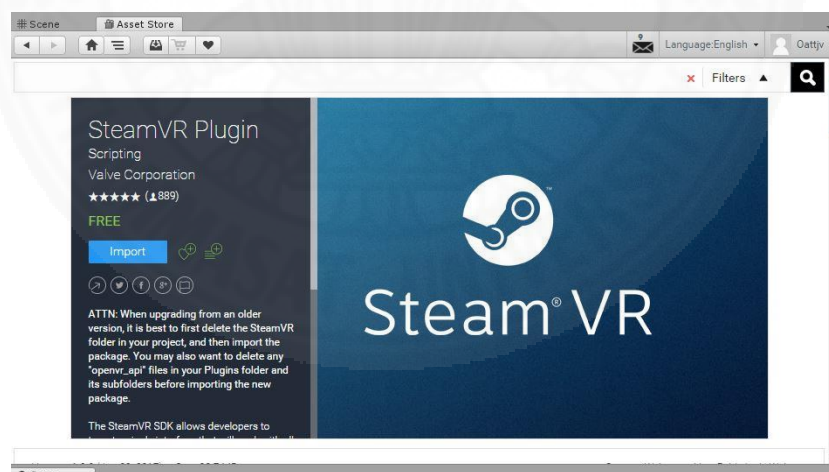 Scene Asset Store
9
Language:English Oattjv
Filters
SteamVR Plugin
Scripting
Valve Corporation
★★★★★ (889)
FREE
Import
ATTN: When upgrading from an older
version, it is best to first delete the SteamVR
folder in your project, and then import the
package. You may also want to delete any
"openvr_api" files in your Plugins folder and
its subfolders before importing the new
package.
The SteamVR SDK allows developers to
Steam® VR